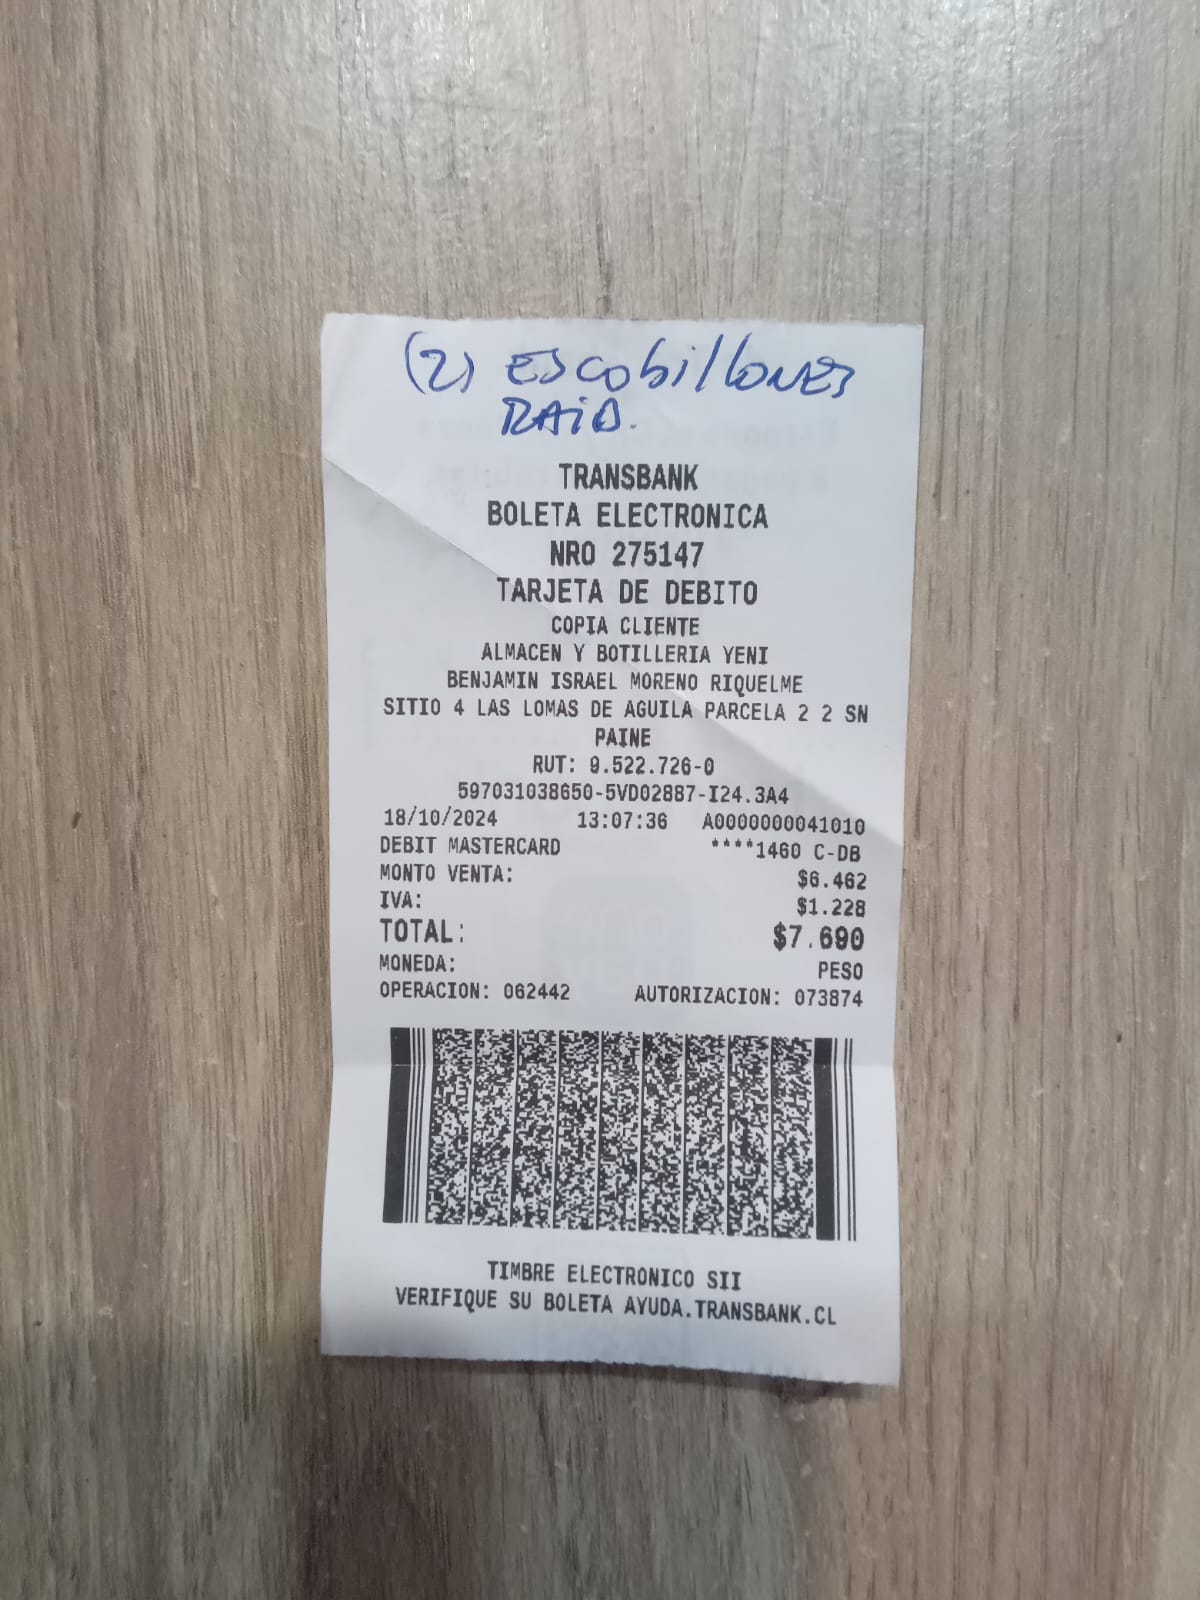 (2) Escobillones
RAID.
TRANSBANK
BOLETA ELECTRONICA
NRO 275147
TARJETA DE DEBITO
COPIA CLIENTE
ALMACEN Y BOTILLERIA YENI
BENJAMIN ISRAEL MORENO RIQUELME
SITIO 4 LAS LOMAS DE AGUILA PARCELA 2 2 SN
PAINE
RUT: 9.522.726-0
597031038650-5VD02887-I24.3A4
18/10/2024 13:07:36 A0000000041010
DEBIT MASTERCARD ****1460 C-DB
MONTO VENTA: $6.462
IVA: $1.228
TOTAL: $7.690
MONEDA: PESO
OPERACION: 062442 AUTORIZACION: 073874
TIMBRE ELECTRONICO SII
VERIFIQUE SU BOLETA AYUDA.TRANSBANK.CL